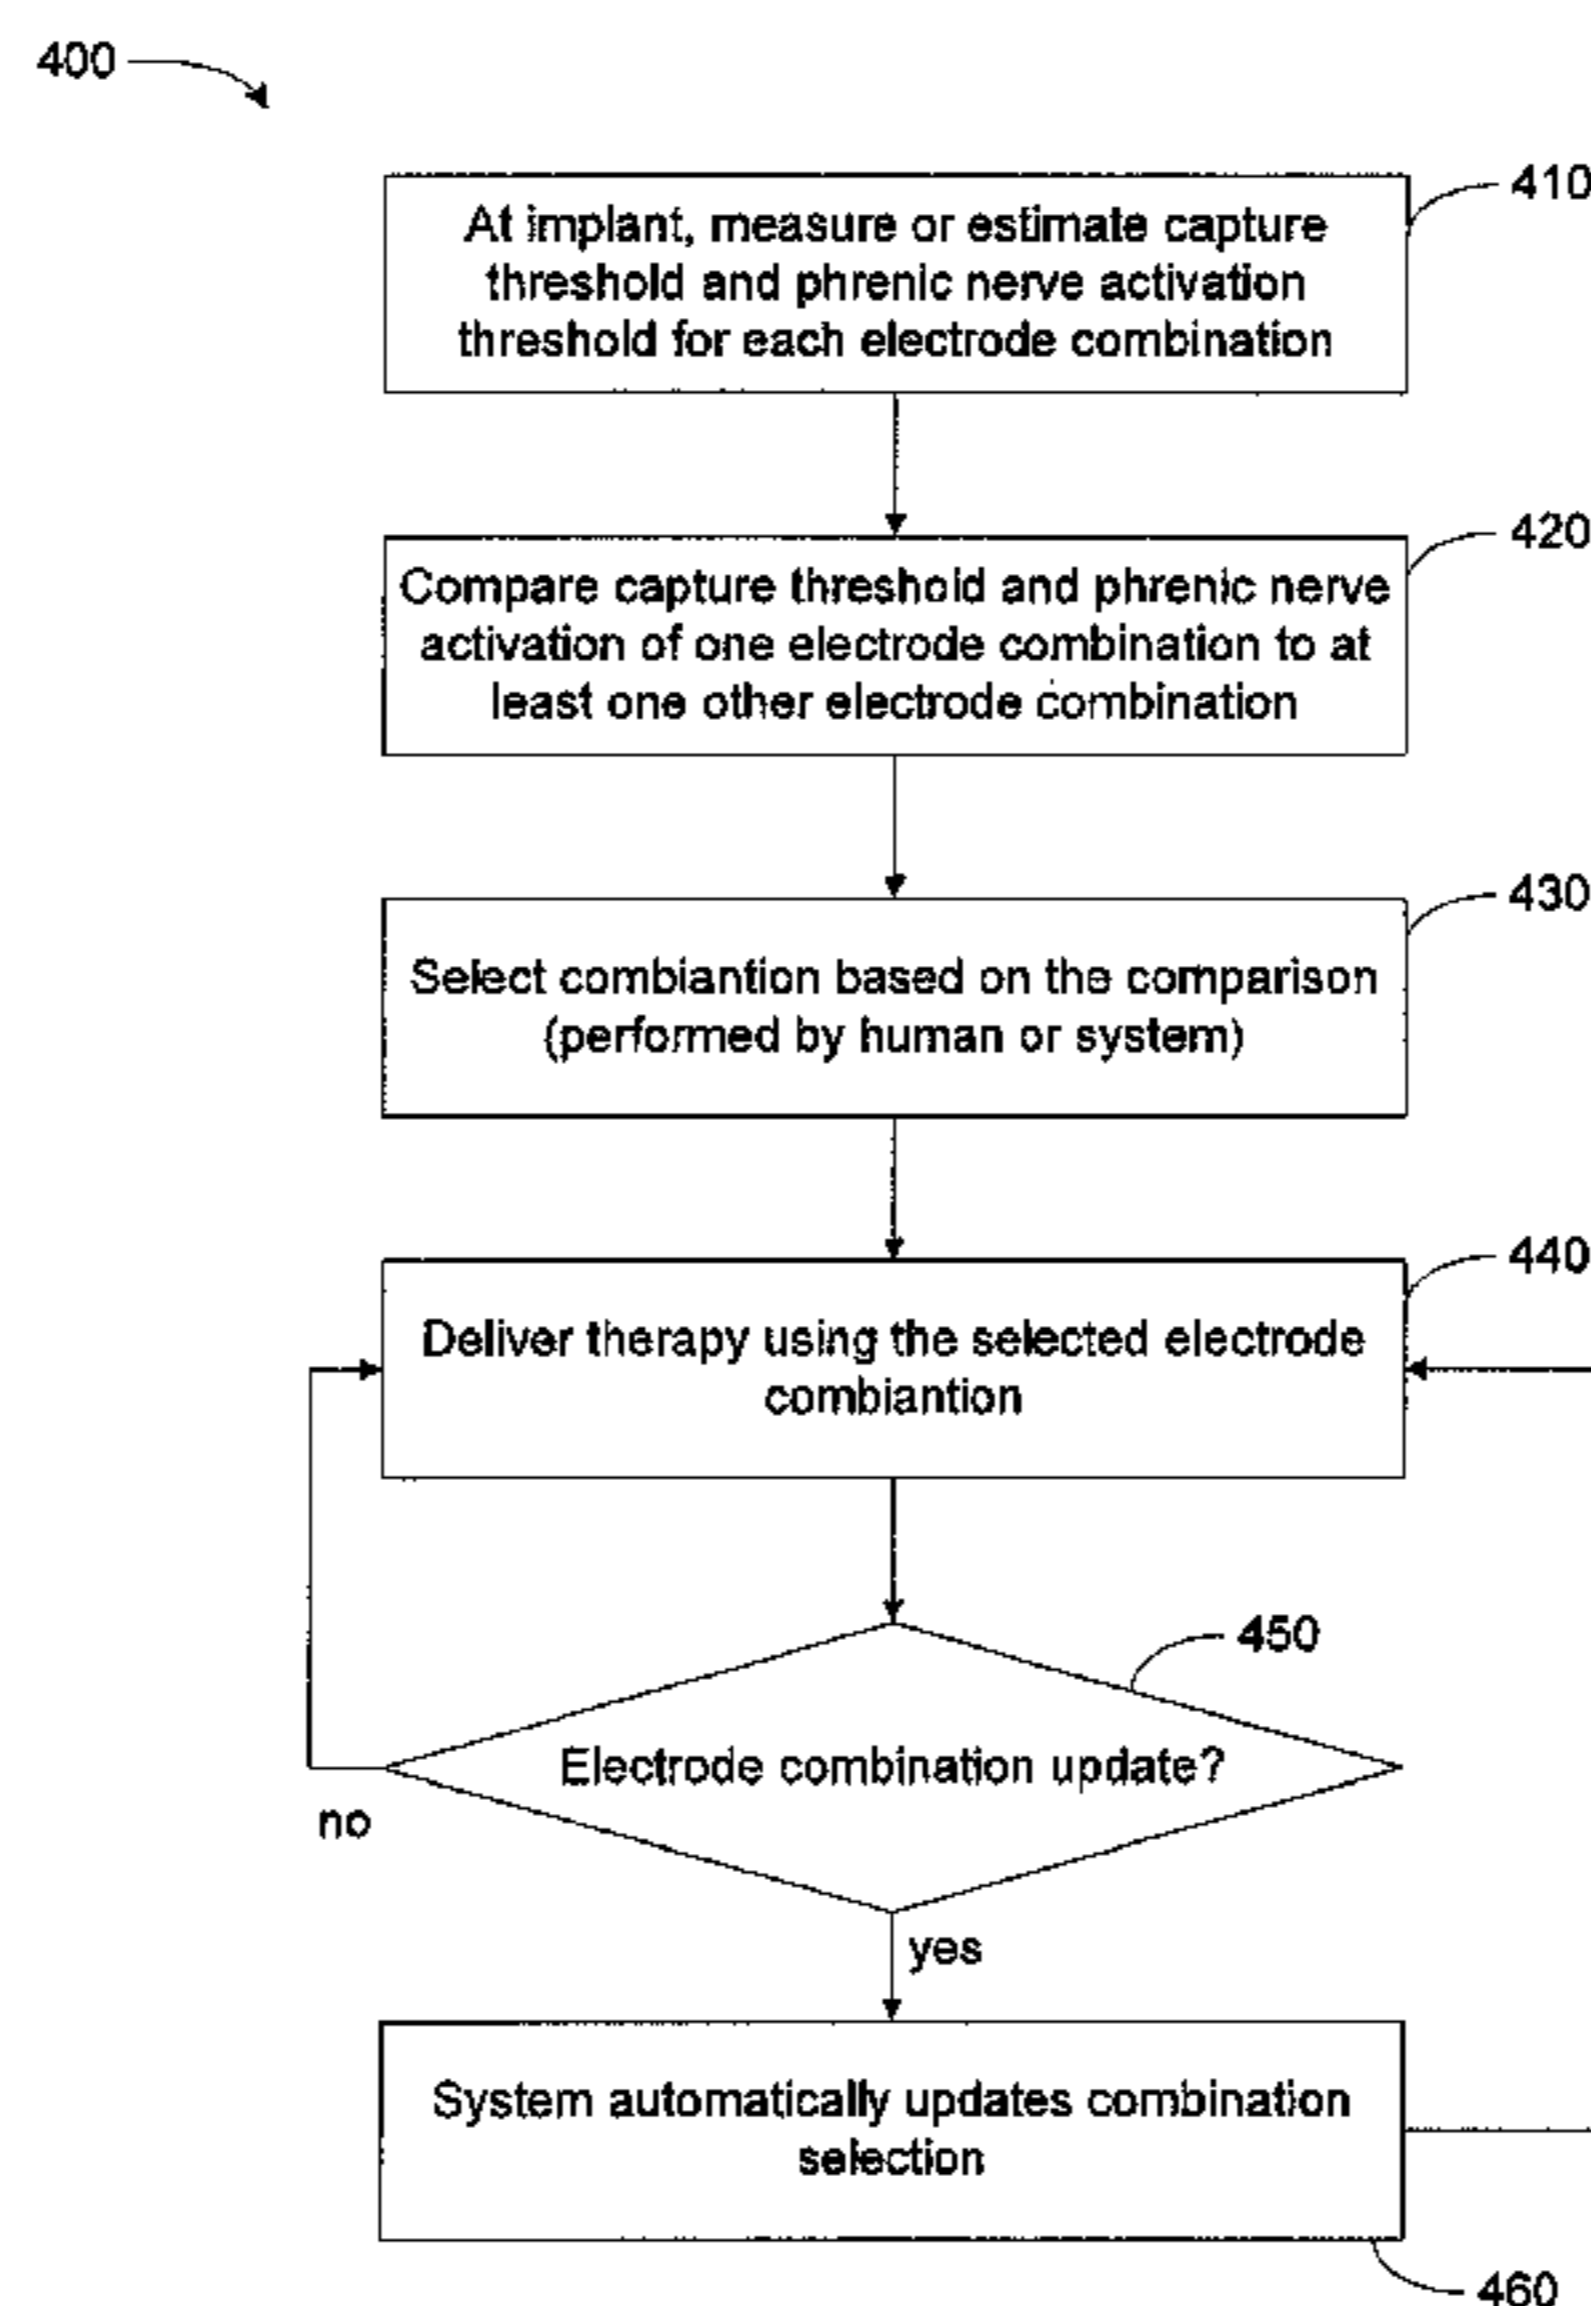 400
410
At implant, measure or estimate capture
threshold and phrenic nerve activation
threshold for each electrode combination
420
Compare capture threshold and phrenic nerve
activation of one electrode combination to at
least one other electrode combination
430
Select combiantion based on the comparison
(performed by human or system)
440
Deliver therapy using the selected electrode
combiantion
450
Electrode combination update?
no
yes
System automatically updates combination
selection
460